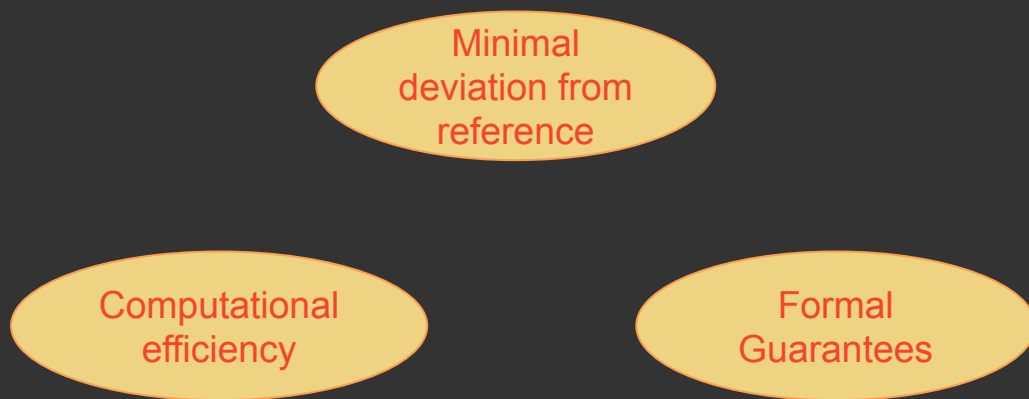 Minimal
deviation from
reference
Computational
efficiency
Formal
Guarantees